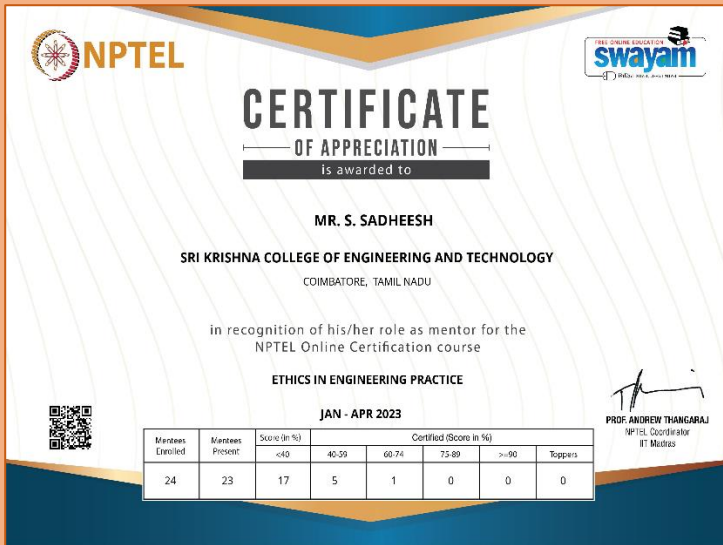 NPTEL
FREE ONLINE EDUCATION
swayam
CERTIFICATE
OF APPRECIATION
is awarded to
MR. S. SADHEESH
SRI KRISHNA COLLEGE OF ENGINEERING AND TECHNOLOGY
COIMBATORE, TAMIL NADU
in recognition of his/her role as mentor for the
NPTEL Online Certification course
ETHICS IN ENGINEERING PRACTICE
JAN - APR 2023
PROF. ANDREW THANGARAJ
NPTEL Coordinator
IIT Madras
Mentees Enrolled Mentees Present Score (in %) Certified (Score in %)
<40 40-59 60-74 75-89 >=90 Toppers
24 23 17 5 1 0 0 0